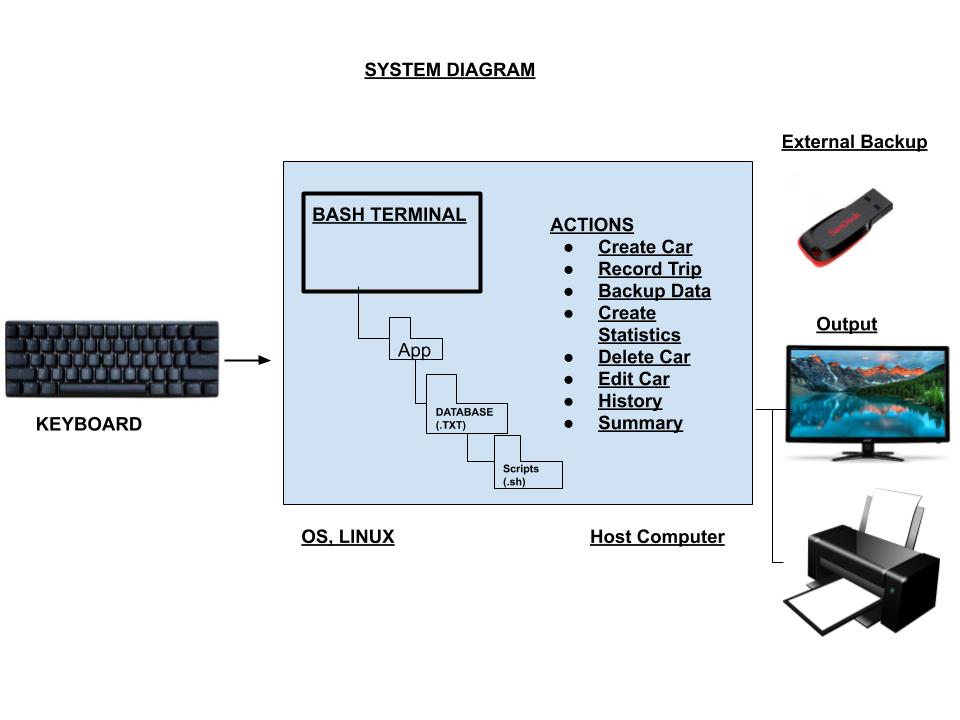 SYSTEM DIAGRAM
External Backup
BASH TERMINAL
SanDisk
ACTIONS
● Create Car
● Record Trip
● Backup Data
● Create
Statistics
● Delete Car
● Edit Car
● History
● Summary
Output
App
DATABASE
(.TXT)
Scripts
(.sh)
KEYBOARD
OS, LINUX
Host Computer